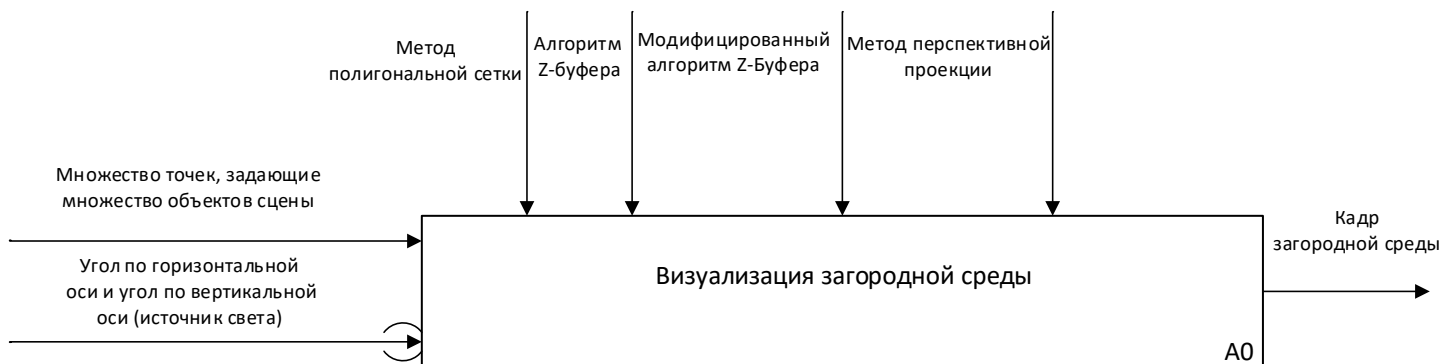 Метод
полигональной сетки
Алгоритм
Z-буфера
Модифицированный
алгоритм Z-Буфера
Метод перспективной
проекции
Множество точек, задающие
множество объектов сцены
Угол по горизонтальной
оси и угол по вертикальной
оси (источник света)
Визуализация загородной среды
A0
Кадр
загородной среды